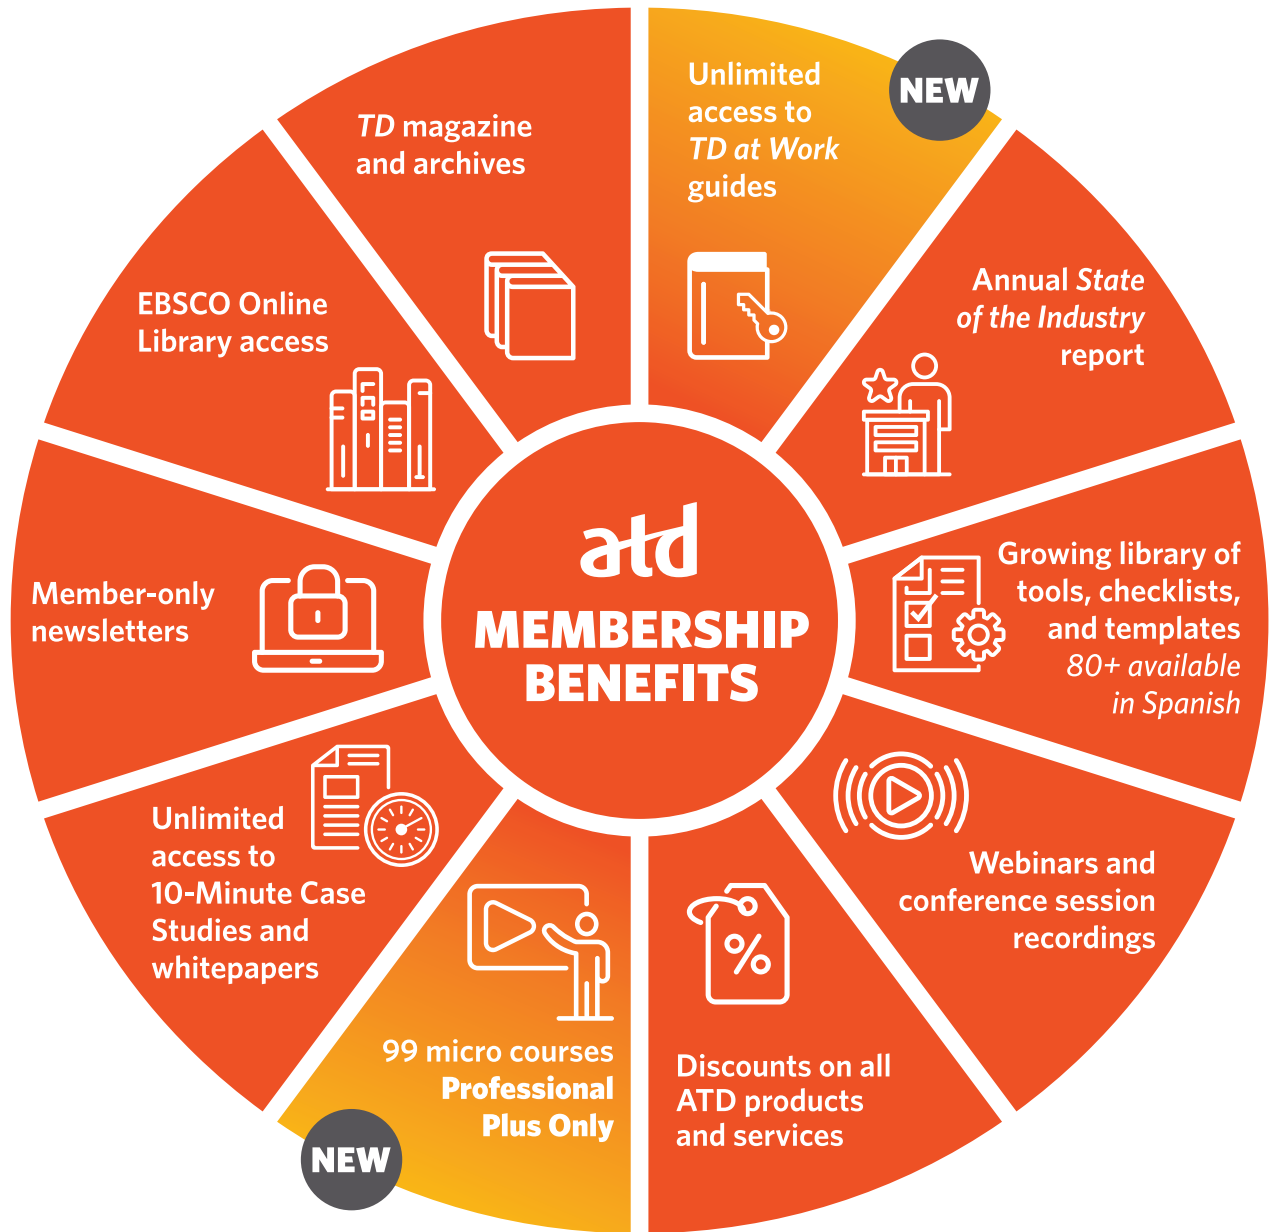 atd
MEMBERSHIP
BENEFITS
Unlimited
access to
TD at Work
guides
NEW
Annual State
of the Industry
report
Growing library of
tools, checklists,
and templates
80+ available
in Spanish
Webinars and
conference session
recordings
Discounts on all
ATD products
and services
99 micro courses
Professional
Plus Only
NEW
Unlimited
access to
10-Minute Case
Studies and
whitepapers
Member-only
newsletters
EBSCO Online
Library access
TD magazine
and archives